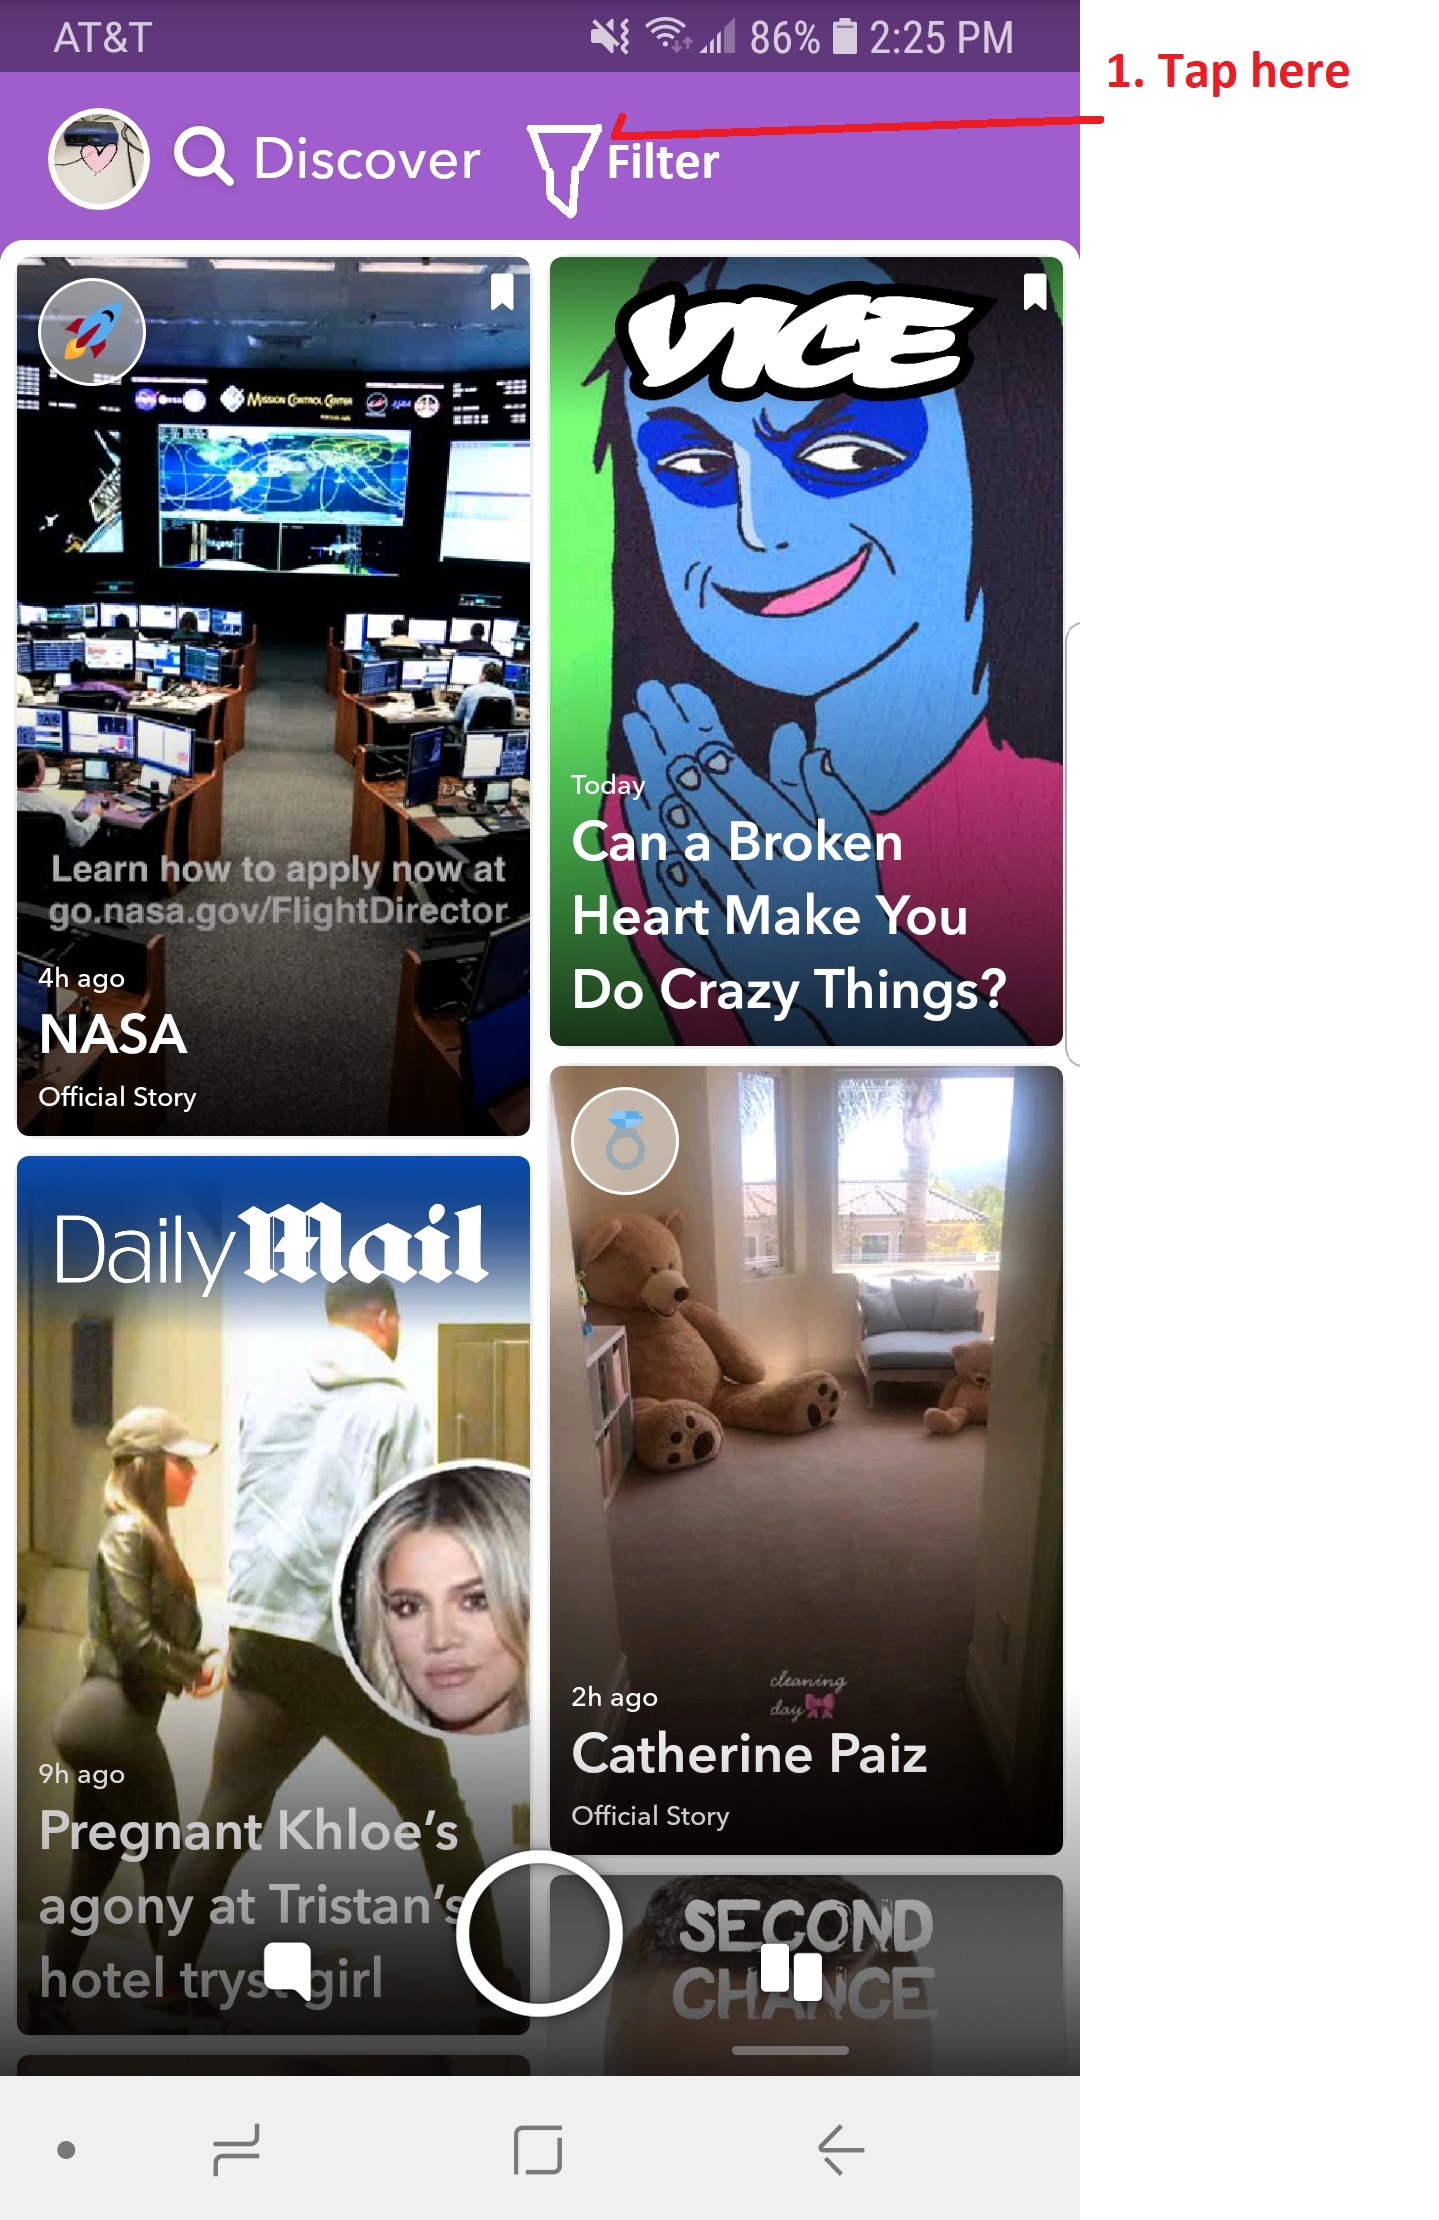 AT&T 86% 2:25 PM
1. Tap here
Discover Filter
MISSION CONTROL CENTER
Learn how to apply now at
go.nasa.gov/FlightDirector
4h ago
NASA
Official Story
VICE
Today
Can a Broken
Heart Make You
Do Crazy Things?
Daily Mail
9h ago
Pregnant Khloe's
agony at Tristan's
hotel tryst girl
cleaning
day
2h ago
Catherine Paiz
Official Story
SECOND
CHANCE